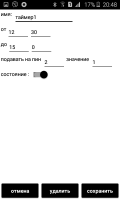 17% 20:48
имя: таймер1
от 12 30
до 15 0
подавать на пин 2 значение 1
состояние :
отмена удалить сохранить